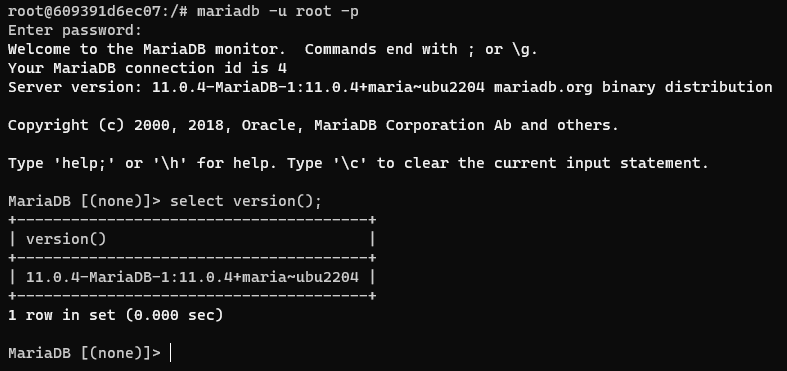 root@609391d6ec07:/# mariadb -u root -p
Enter password:
Welcome to the MariaDB monitor.  Commands end with ; or \g.
Your MariaDB connection id is 4
Server version: 11.0.4-MariaDB-1:11.0.4+maria~ubu2204 mariadb.org binary distribution
Copyright (c) 2000, 2018, Oracle, MariaDB Corporation Ab and others.
Type 'help;' or '\h' for help. Type '\c' to clear the current input statement.
MariaDB [(none)]> select version();
+---------------------------------------+
| version()                             |
+---------------------------------------+
| 11.0.4-MariaDB-1:11.0.4+maria~ubu2204 |
+---------------------------------------+
1 row in set (0.000 sec)
MariaDB [(none)]>